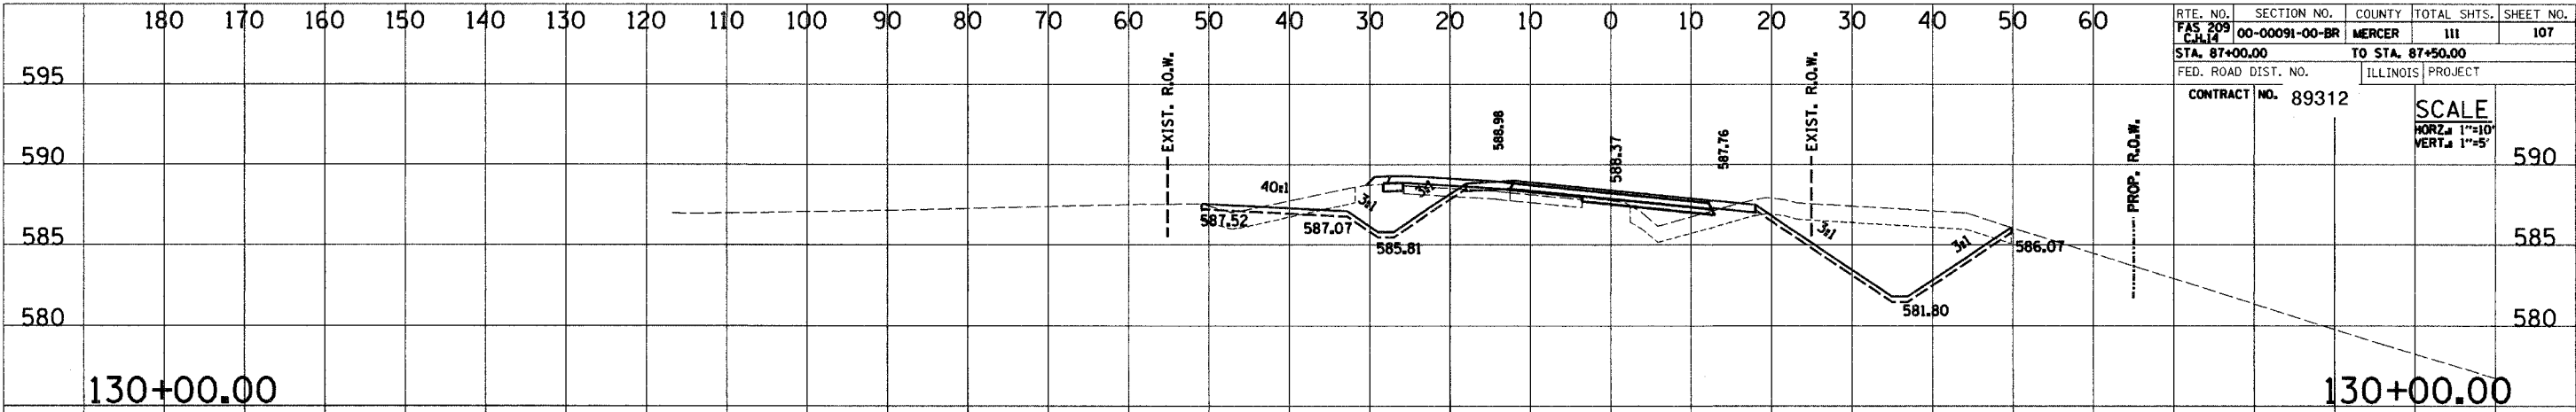 180 170 160 150 140 130 120 110 100 90 80 70 60 50 40 30 20 10 0 10 20 30 40 50 60
RTE. NO. SECTION NO. COUNTY TOTAL SHTS. SHEET NO.
FAS 209 C.H.14 00-00091-00-BR MERCER 111 107
STA. 87+00.00 TO STA. 87+50.00
FED. ROAD DIST. NO. ILLINOIS PROJECT
CONTRACT NO. 89312
SCALE
HORZ.: 1"=10'
VERT.: 1"=5'
595
EXIST. R.O.W.
588.98
588.37
587.76
EXIST. R.O.W.
PROP. R.O.W.
590 590
40:1
3:1
3:1
587.52
587.07
585.81
3:1
3:1
586.07
585 585
581.80
580 580
130+00.00 130+00.00